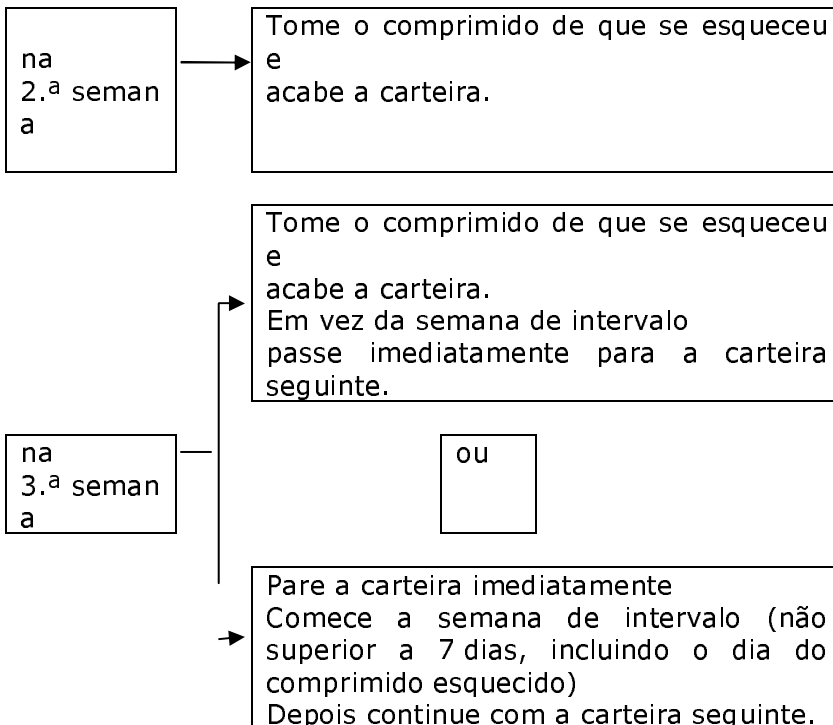 na
2.ª seman
a
Tome o comprimido de que se esqueceu
e
acabe a carteira.
Tome o comprimido de que se esqueceu
e
acabe a carteira.
Em vez da semana de intervalo
passe imediatamente para a carteira
seguinte.
na
3.ª seman
a
ou
Pare a carteira imediatamente
Comece a semana de intervalo (não
superior a 7 dias, incluindo o dia do
comprimido esquecido)
Depois continue com a carteira seguinte.